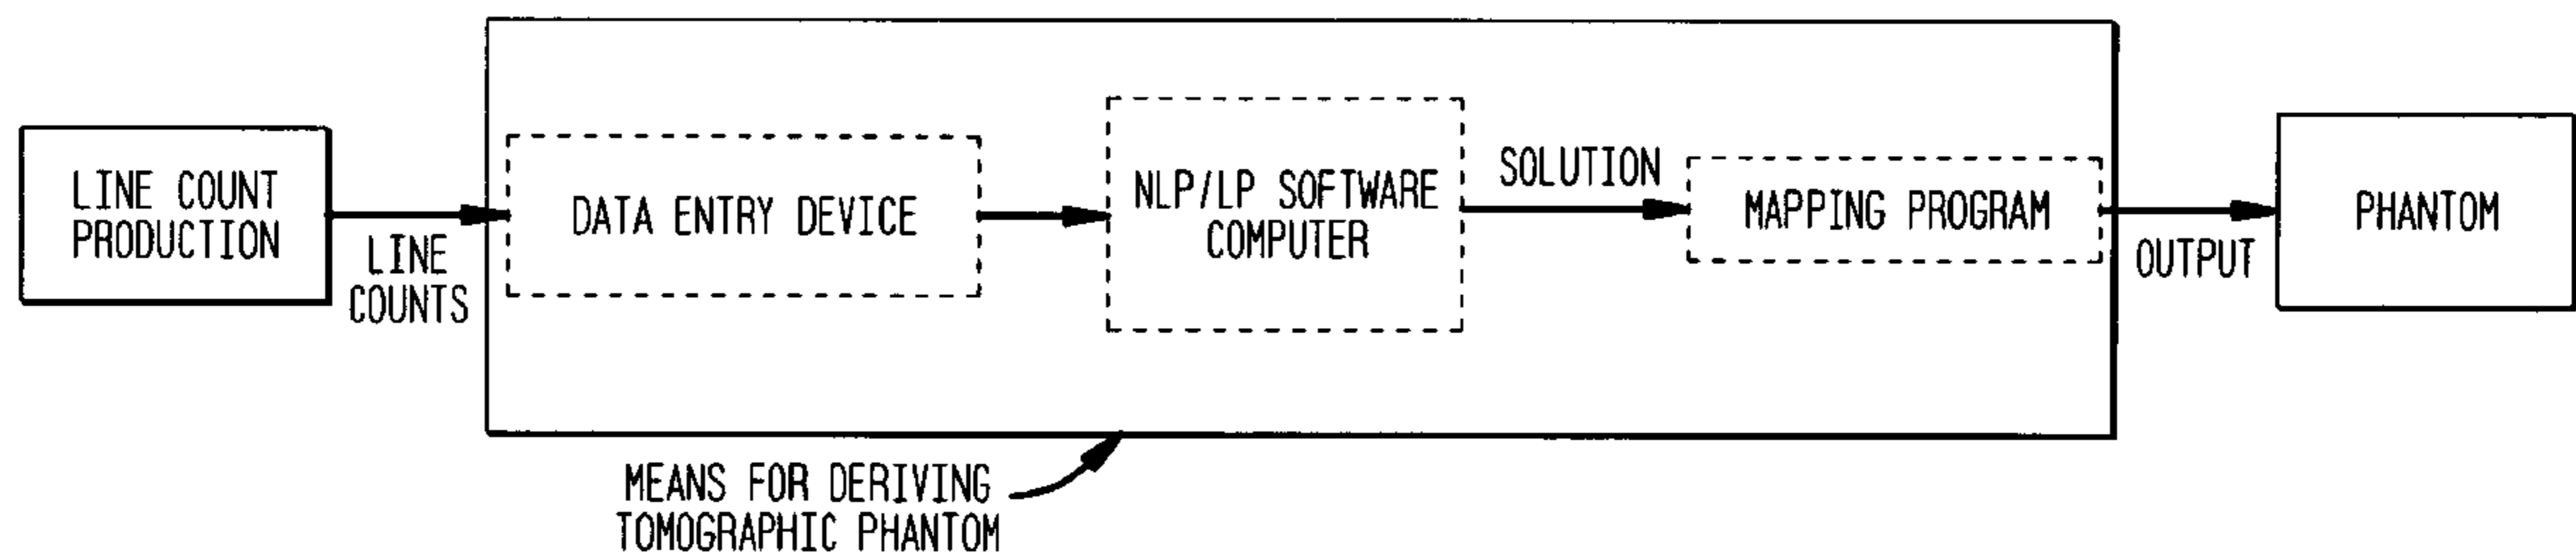 LINE COUNT
PRODUCTION
LINE
COUNTS
DATA ENTRY DEVICE
NLP/LP SOFTWARE
COMPUTER
SOLUTION
MAPPING PROGRAM
OUTPUT
PHANTOM
MEANS FOR DERIVING
TOMOGRAPHIC PHANTOM